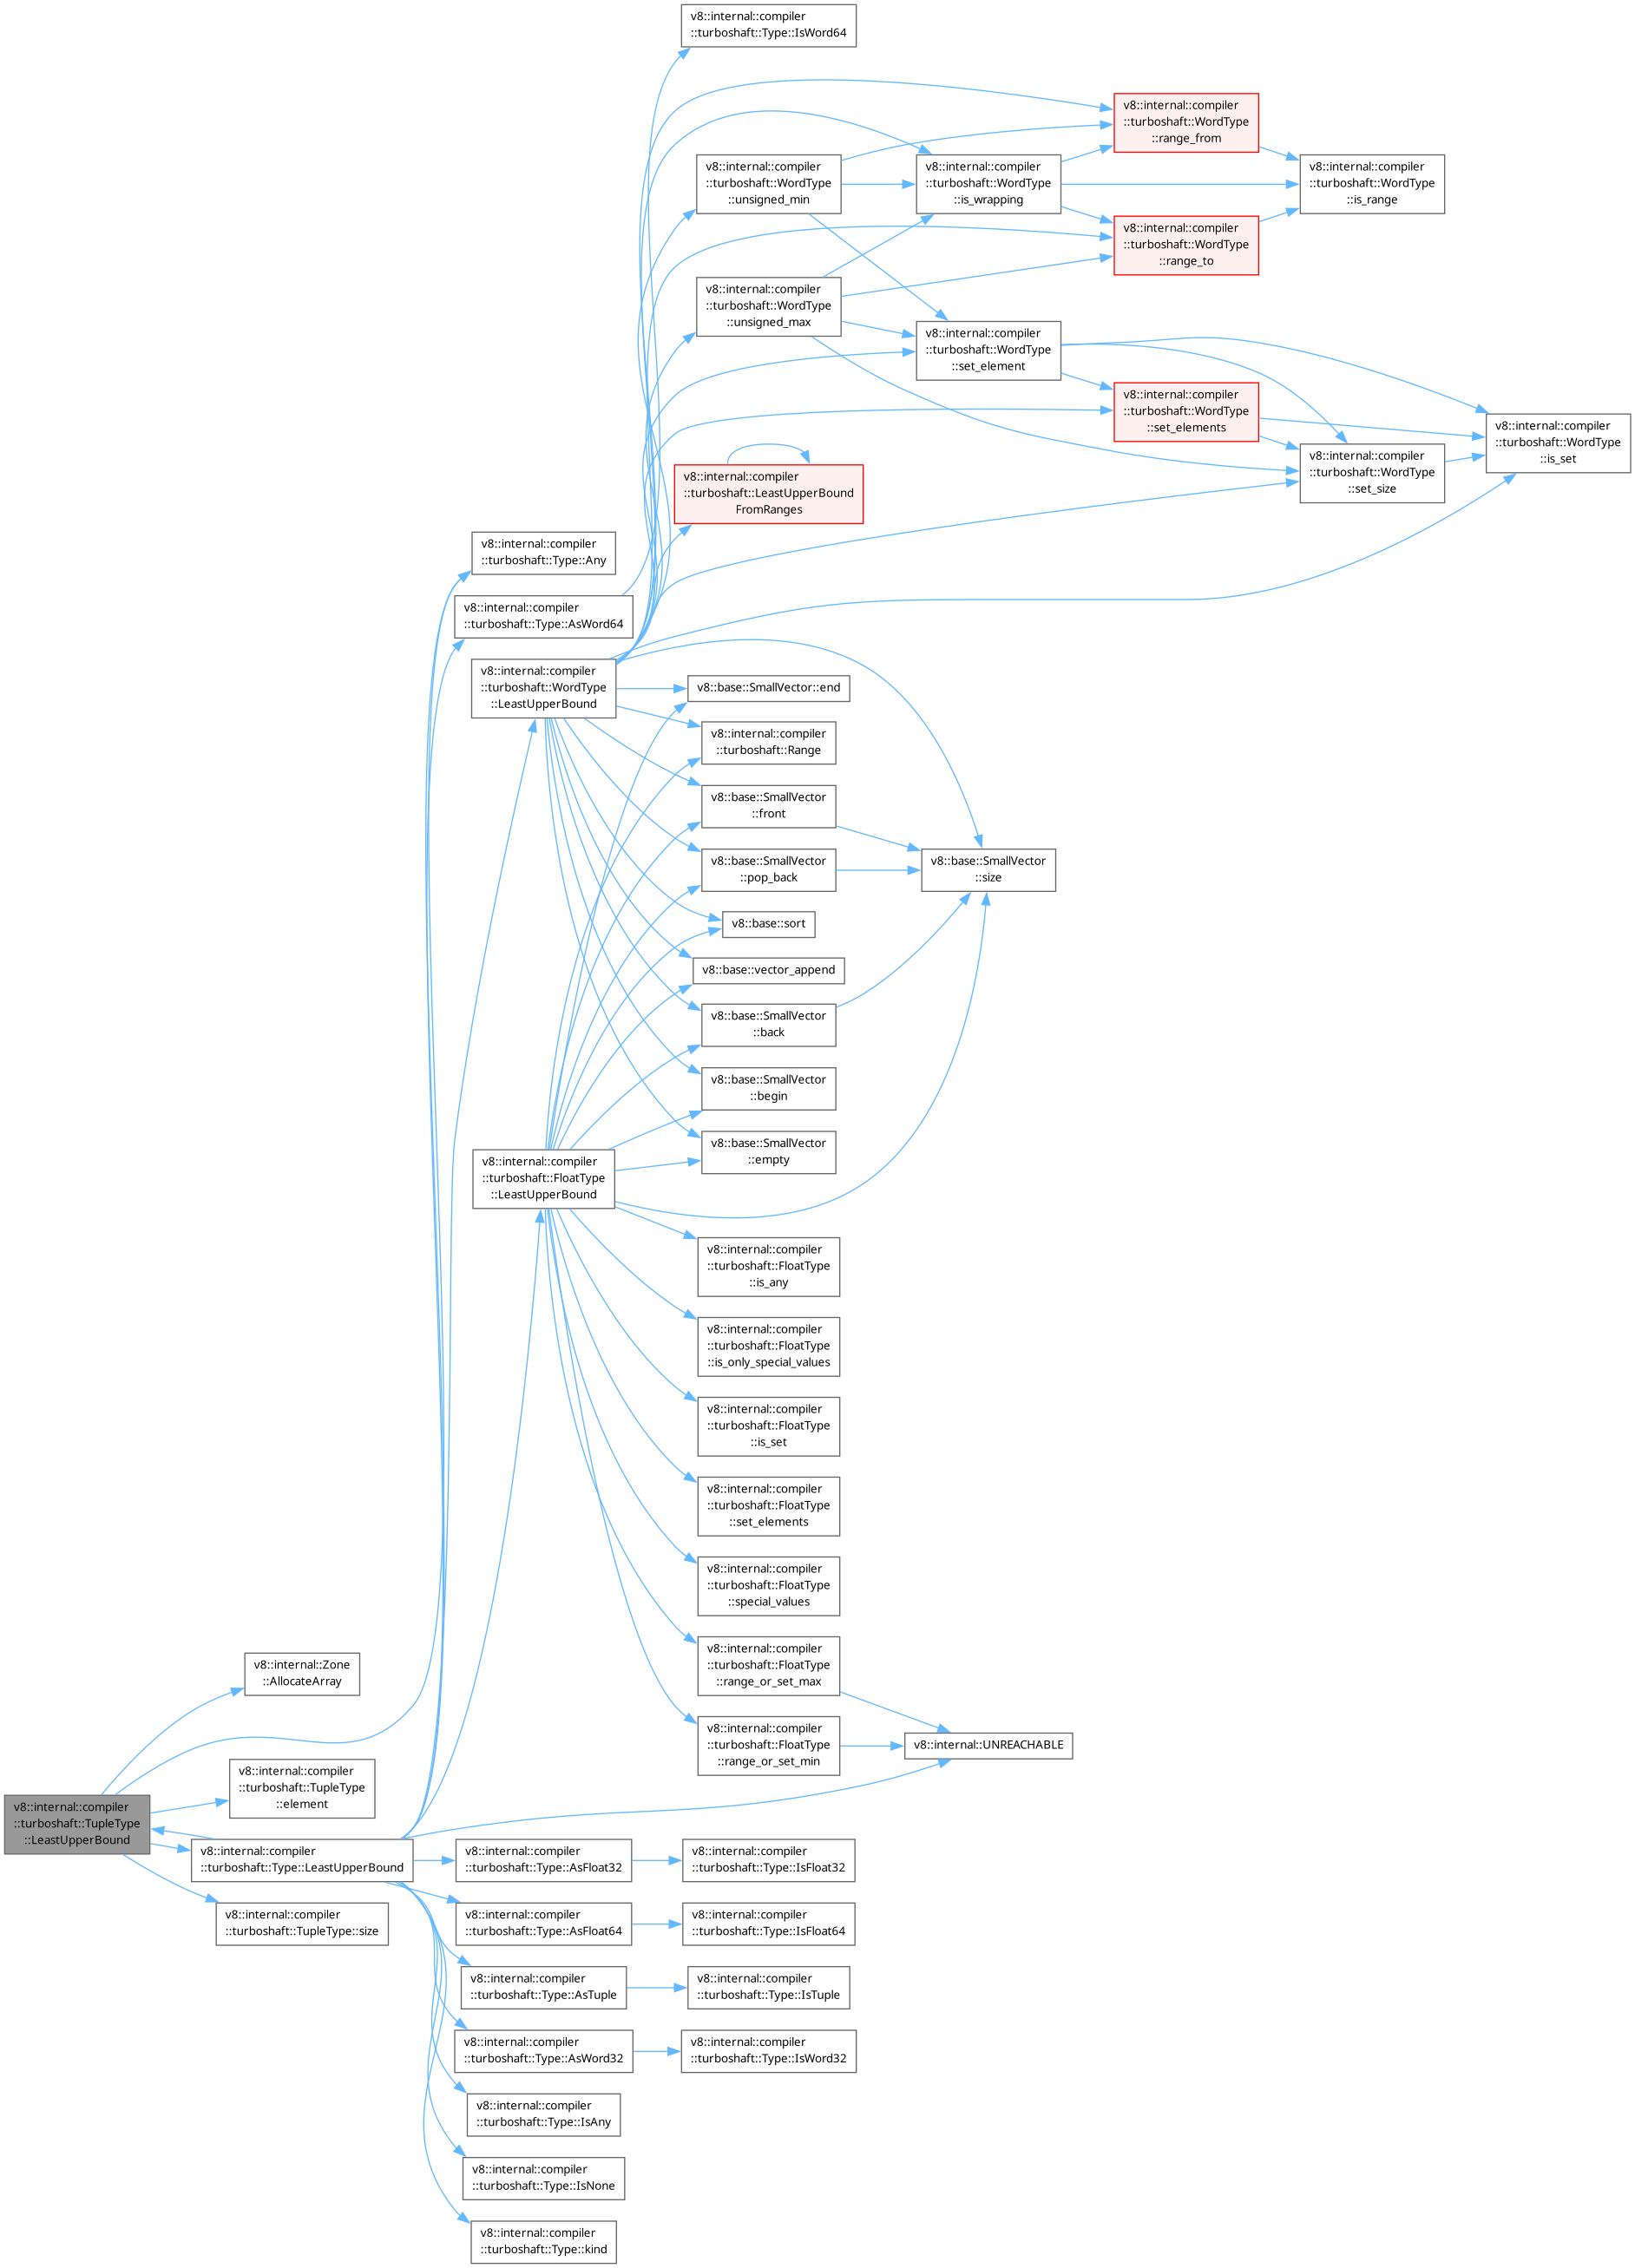 v8::internal::compiler
::turboshaft::Type::IsWord64
v8::internal::compiler
::turboshaft::WordType
::range_from
v8::internal::compiler
::turboshaft::WordType
::unsigned_min
v8::internal::compiler
::turboshaft::WordType
::is_wrapping
v8::internal::compiler
::turboshaft::WordType
::is_range
v8::internal::compiler
::turboshaft::WordType
::range_to
v8::internal::compiler
::turboshaft::WordType
::unsigned_max
v8::internal::compiler
::turboshaft::WordType
::set_element
v8::internal::compiler
::turboshaft::WordType
::set_elements
v8::internal::compiler
::turboshaft::WordType
::is_set
v8::internal::compiler
::turboshaft::WordType
::set_size
v8::internal::compiler
::turboshaft::LeastUpperBound
FromRanges
v8::internal::compiler
::turboshaft::Type::Any
v8::internal::compiler
::turboshaft::Type::AsWord64
v8::internal::compiler
::turboshaft::WordType
::LeastUpperBound
v8::base::SmallVector::end
v8::internal::compiler
::turboshaft::Range
v8::base::SmallVector
::front
v8::base::SmallVector
::pop_back
v8::base::SmallVector
::size
v8::base::sort
v8::base::vector_append
v8::base::SmallVector
::back
v8::base::SmallVector
::begin
v8::base::SmallVector
::empty
v8::internal::compiler
::turboshaft::FloatType
::LeastUpperBound
v8::internal::compiler
::turboshaft::FloatType
::is_any
v8::internal::compiler
::turboshaft::FloatType
::is_only_special_values
v8::internal::compiler
::turboshaft::FloatType
::is_set
v8::internal::compiler
::turboshaft::FloatType
::set_elements
v8::internal::compiler
::turboshaft::FloatType
::special_values
v8::internal::compiler
::turboshaft::FloatType
::range_or_set_max
v8::internal::compiler
::turboshaft::FloatType
::range_or_set_min
v8::internal::UNREACHABLE
v8::internal::Zone
::AllocateArray
v8::internal::compiler
::turboshaft::TupleType
::element
v8::internal::compiler
::turboshaft::TupleType
::LeastUpperBound
v8::internal::compiler
::turboshaft::Type::LeastUpperBound
v8::internal::compiler
::turboshaft::TupleType::size
v8::internal::compiler
::turboshaft::Type::AsFloat32
v8::internal::compiler
::turboshaft::Type::IsFloat32
v8::internal::compiler
::turboshaft::Type::AsFloat64
v8::internal::compiler
::turboshaft::Type::IsFloat64
v8::internal::compiler
::turboshaft::Type::AsTuple
v8::internal::compiler
::turboshaft::Type::IsTuple
v8::internal::compiler
::turboshaft::Type::AsWord32
v8::internal::compiler
::turboshaft::Type::IsWord32
v8::internal::compiler
::turboshaft::Type::IsAny
v8::internal::compiler
::turboshaft::Type::IsNone
v8::internal::compiler
::turboshaft::Type::kind